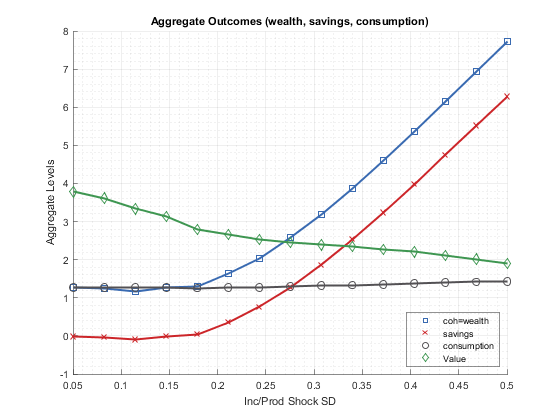 Aggregate Outcomes (wealth, savings, consumption)
8
7
6
5
4
3
2
1
0
-1
Aggregate Levels
0.05
0.1
0.15
0.2
0.25
0.3
0.35
0.4
0.45
0.5
Inc/Prod Shock SD
coh=wealth
savings
consumption
Value